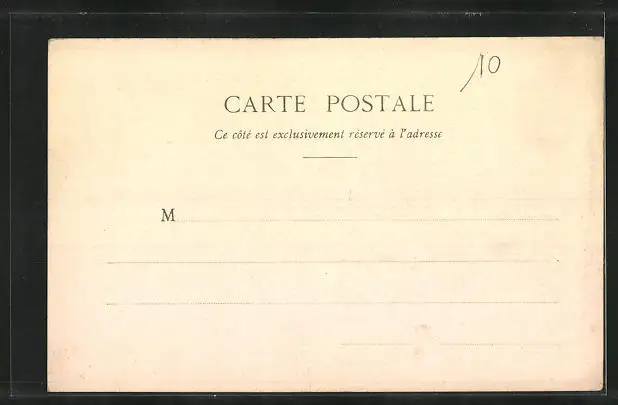 10
CARTE POSTALE
Ce côté est exclusivement réservé à l'adresse
M